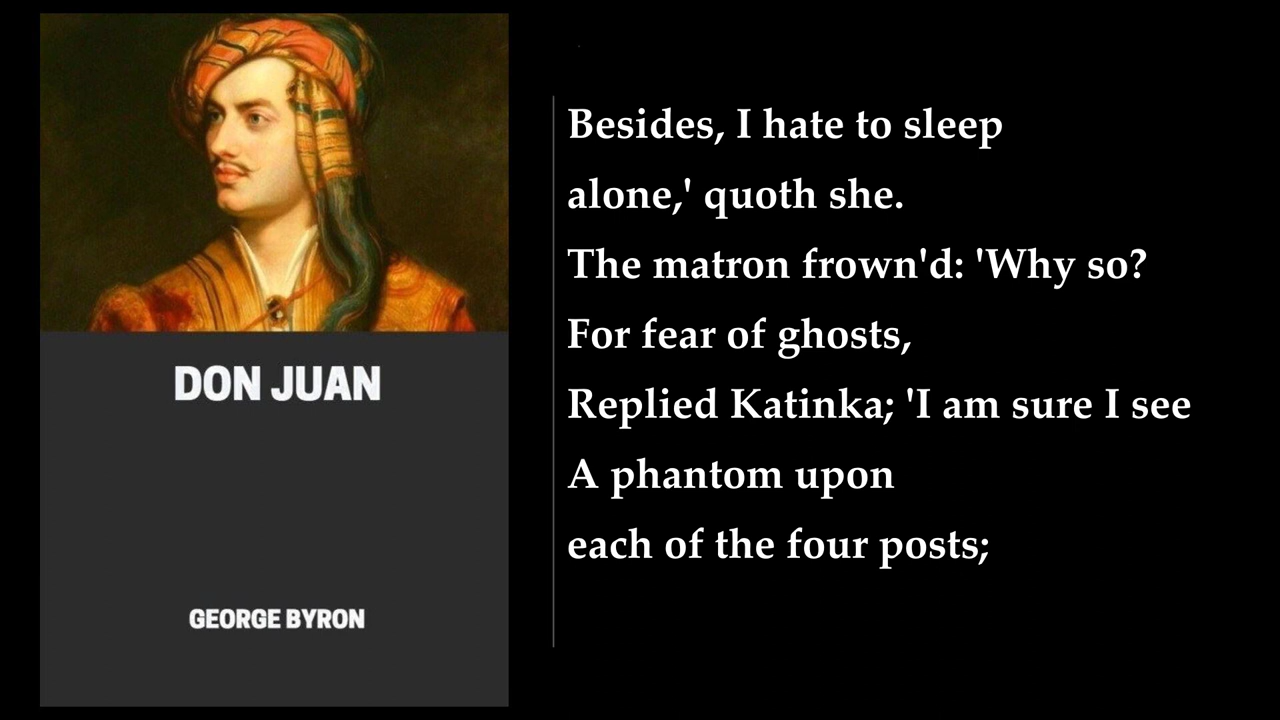 DON JUAN
GEORGE BYRON
Besides, I hate to sleep
alone,' quoth she.
The matron frown'd: 'Why so?
For fear of ghosts,
Replied Katinka; 'I am sure I see
A phantom upon
each of the four posts;